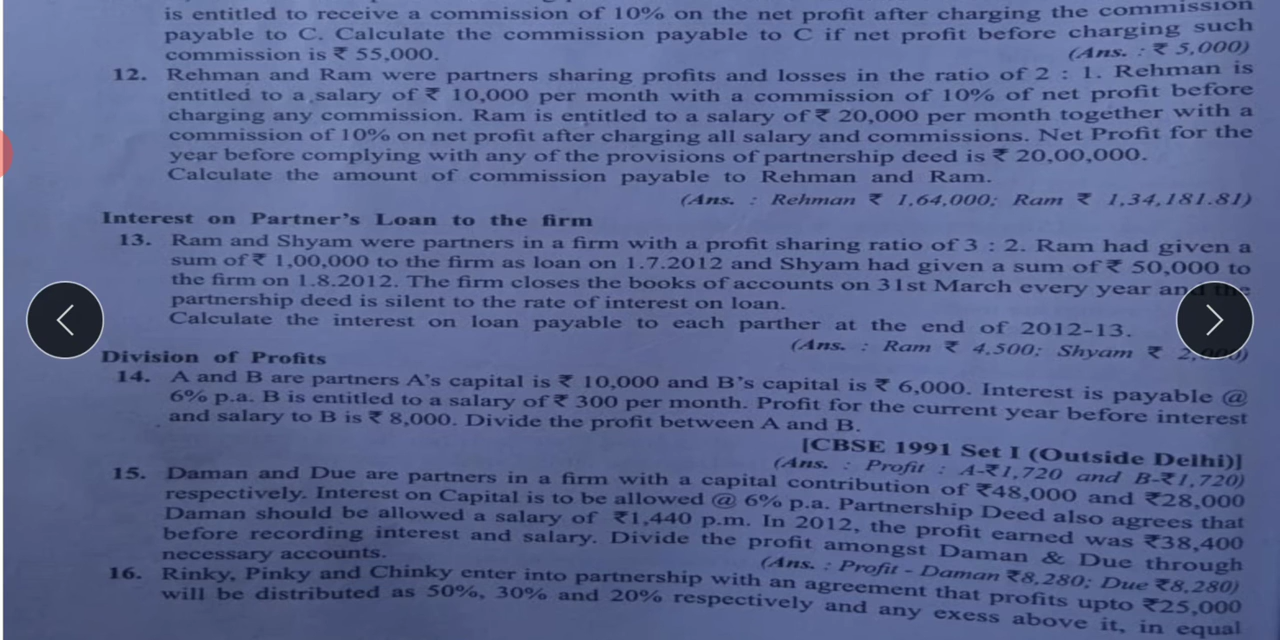 is entitled to receive a commission of 10% on the net profit after charging the commission
payable to C. Calculate the commission payable to C if net profit before charging such
commission is ₹ 55,000. (Ans. : ₹ 5,000)
12. Rehman and Ram were partners sharing profits and losses in the ratio of 2 : 1. Rehman is
entitled to a salary of ₹ 10,000 per month with a commission of 10% of net profit before
charging any commission. Ram is entitled to a salary of ₹ 20,000 per month together with a
commission of 10% on net profit after charging all salary and commissions. Net Profit for the
year before complying with any of the provisions of partnership deed is ₹ 20,00,000.
Calculate the amount of commission payable to Rehman and Ram.
(Ans. : Rehman ₹ 1,64,000; Ram ₹ 1,34,181.81)
Interest on Partner's Loan to the firm
13. Ram and Shyam were partners in a firm with a profit sharing ratio of 3 : 2. Ram had given a
sum of ₹ 1,00,000 to the firm as loan on 1.7.2012 and Shyam had given a sum of ₹ 50,000 to
the firm on 1.8.2012. The firm closes the books of accounts on 31st March every year and the
partnership deed is silent to the rate of interest on loan.
Calculate the interest on loan payable to each parther at the end of 2012-13.
(Ans. : Ram ₹ 4,500; Shyam ₹ 2,000)
Division of Profits
14. A and B are partners A's capital is ₹ 10,000 and B's capital is ₹ 6,000. Interest is payable @
6% p.a. B is entitled to a salary of ₹ 300 per month. Profit for the current year before interest
and salary to B is ₹ 8,000. Divide the profit between A and B.
[CBSE 1991 Set I (Outside Delhi)]
(Ans. : Profit : A-₹1,720 and B-₹1,720)
15. Daman and Due are partners in a firm with a capital contribution of ₹48,000 and ₹28,000
respectively. Interest on Capital is to be allowed @ 6% p.a. Partnership Deed also agrees that
Daman should be allowed a salary of ₹1,440 p.m. In 2012, the profit earned was ₹38,400
before recording interest and salary. Divide the profit amongst Daman & Due through
necessary accounts. (Ans. : Profit - Daman ₹8,280; Due ₹8,280)
16. Rinky, Pinky and Chinky enter into partnership with an agreement that profits upto ₹25,000
will be distributed as 50%, 30% and 20% respectively and any exess above it, in equal